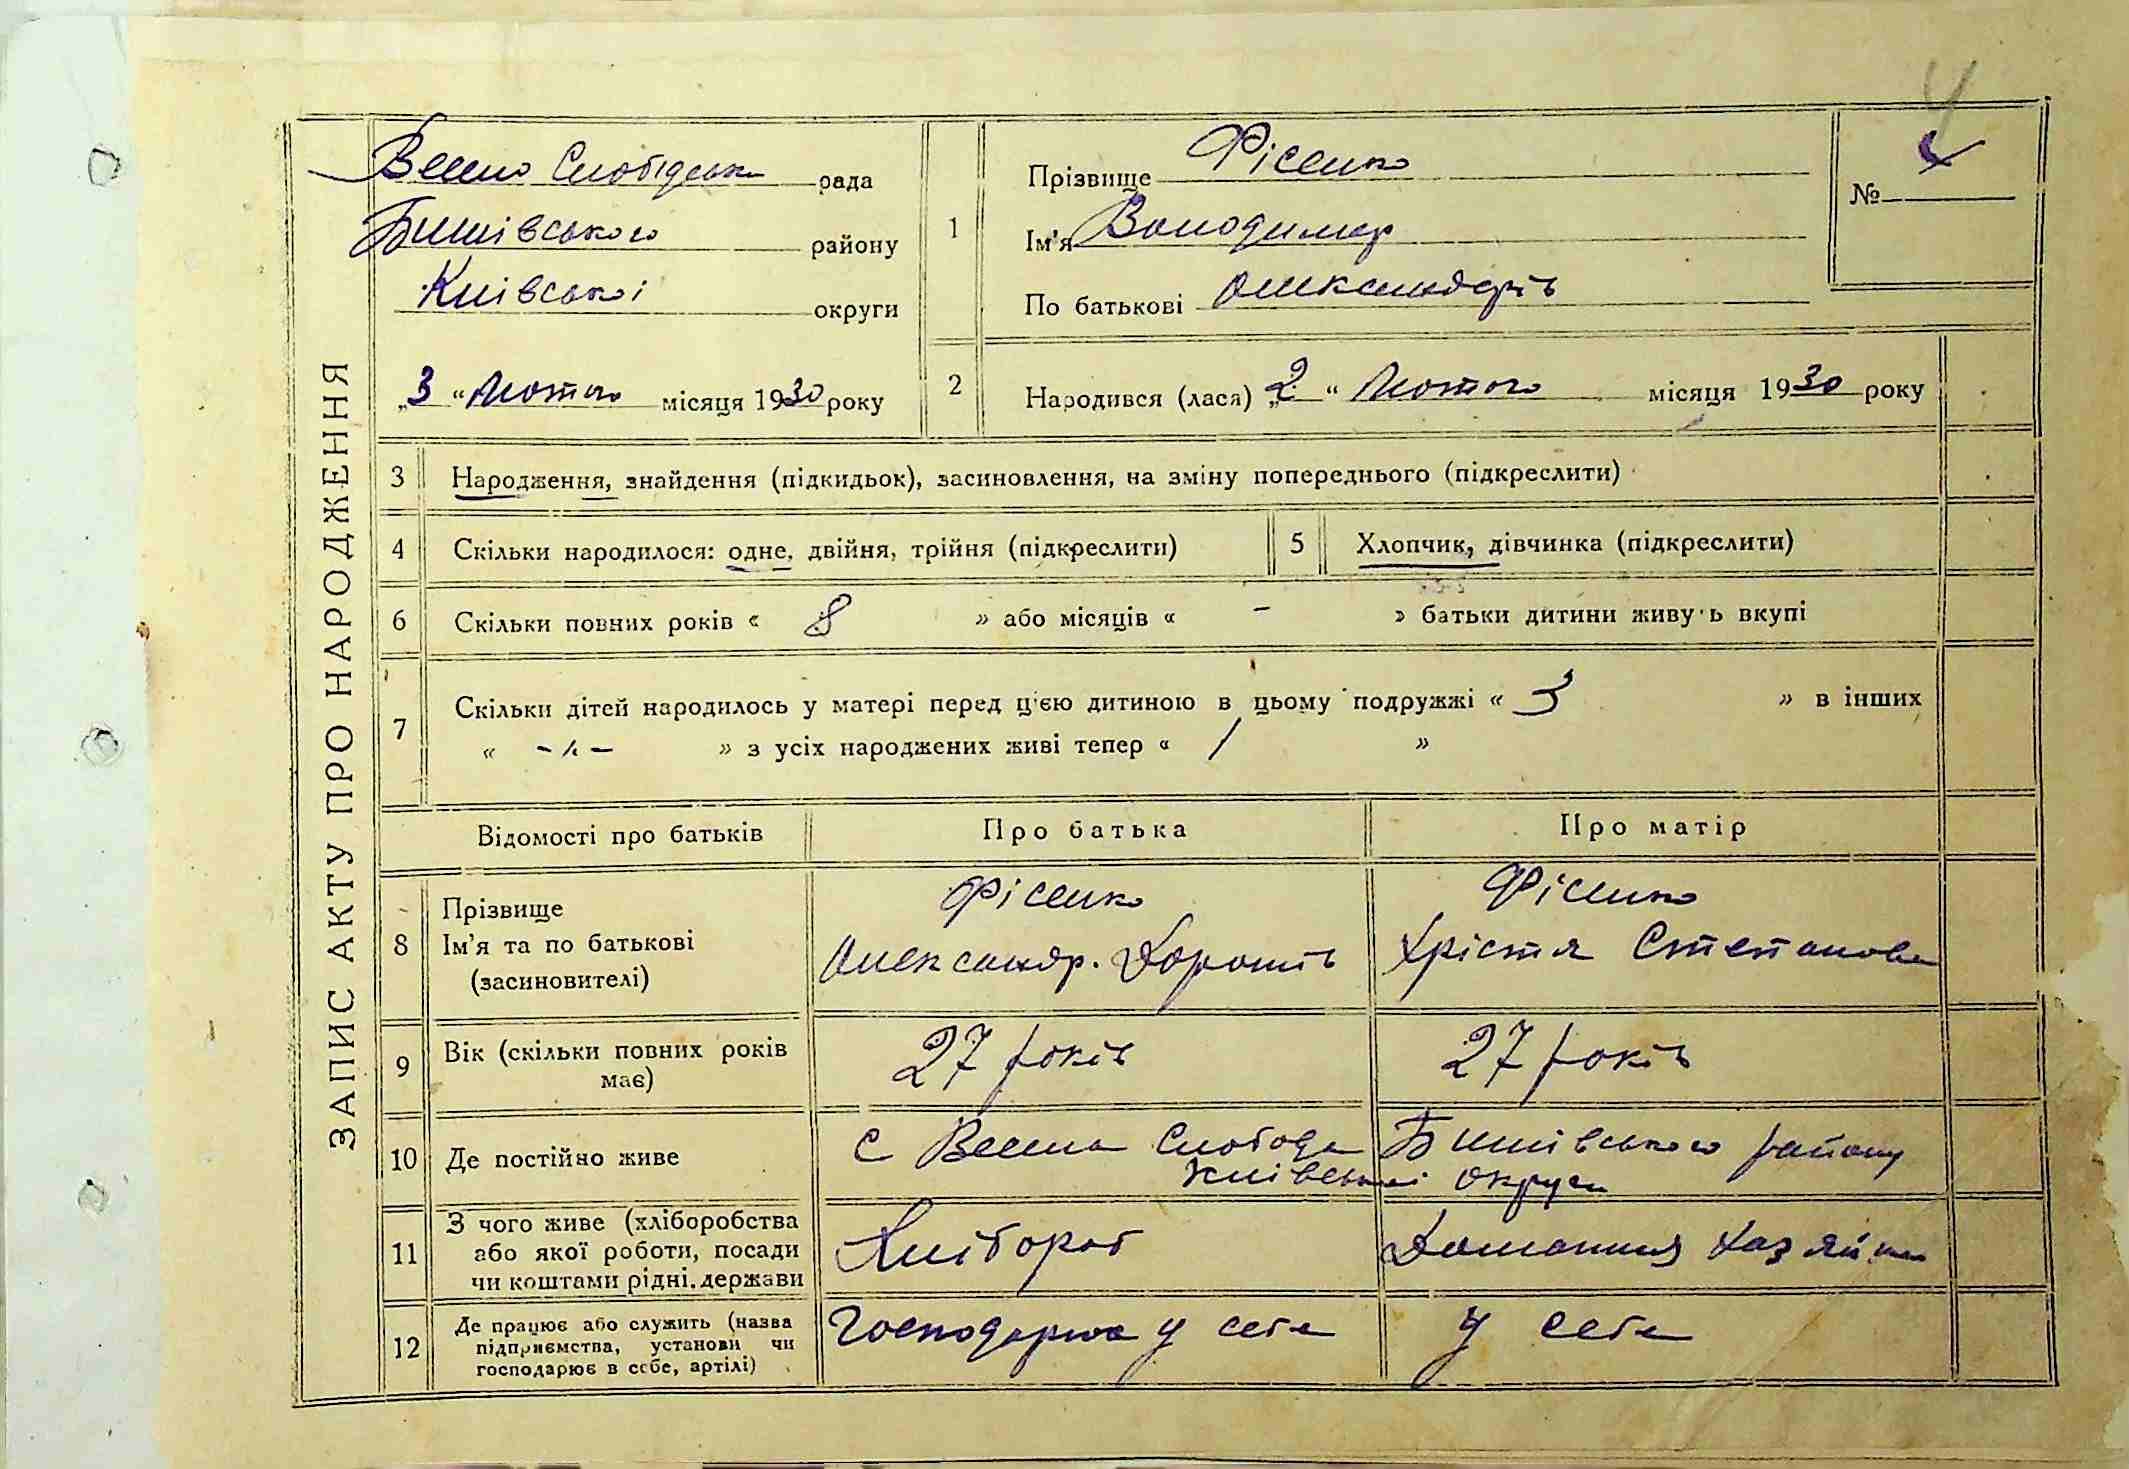 4
ЗАПИС АКТУ ПРО НАРОДЖЕННЯ
Весело Слобідська рада
Бишівського району
Київської округи
„3“ Лютого місяця 1930 року
1
Прізвище Фісенко
Ім'я Володимер
По батькові Олександрів
№ 4
2
Народився (лася) „2“ Лютого місяця 1930 року
3 Народження, знайдення (підкидьок), засиновлення, на зміну попереднього (підкреслити)
4 Скільки народилося: одне, двійня, трійня (підкреслити)
5 Хлопчик, дівчинка (підкреслити)
6 Скільки повних років « 8 » або місяців « - » батьки дитини живуть вкупі
7 Скільки дітей народилось у матері перед ц'єю дитиною в цьому подружжі « 3 » в інших
« » з усіх народжених живі тепер « 1 »
Відомості про батьків Про батька Про матір
8 Прізвище
Ім'я та по батькові
(засиновителі)
Фісенко
Олександр. Дорошів
Фісенко
Хрістя Степанова
9 Вік (скільки повних років
має)
27 років
27 років
10 Де постійно живе
с Весела Слобода Бишівського району
Київської округи
11 З чого живе (хліборобства
або якої роботи, посади
чи коштами рідні, держави
Хлібороб
Домашня Хазяйка
12 Де працює або служить (назва
підприємства, установи чи
господарює в себе, артілі)
Господарює у себе
у себе